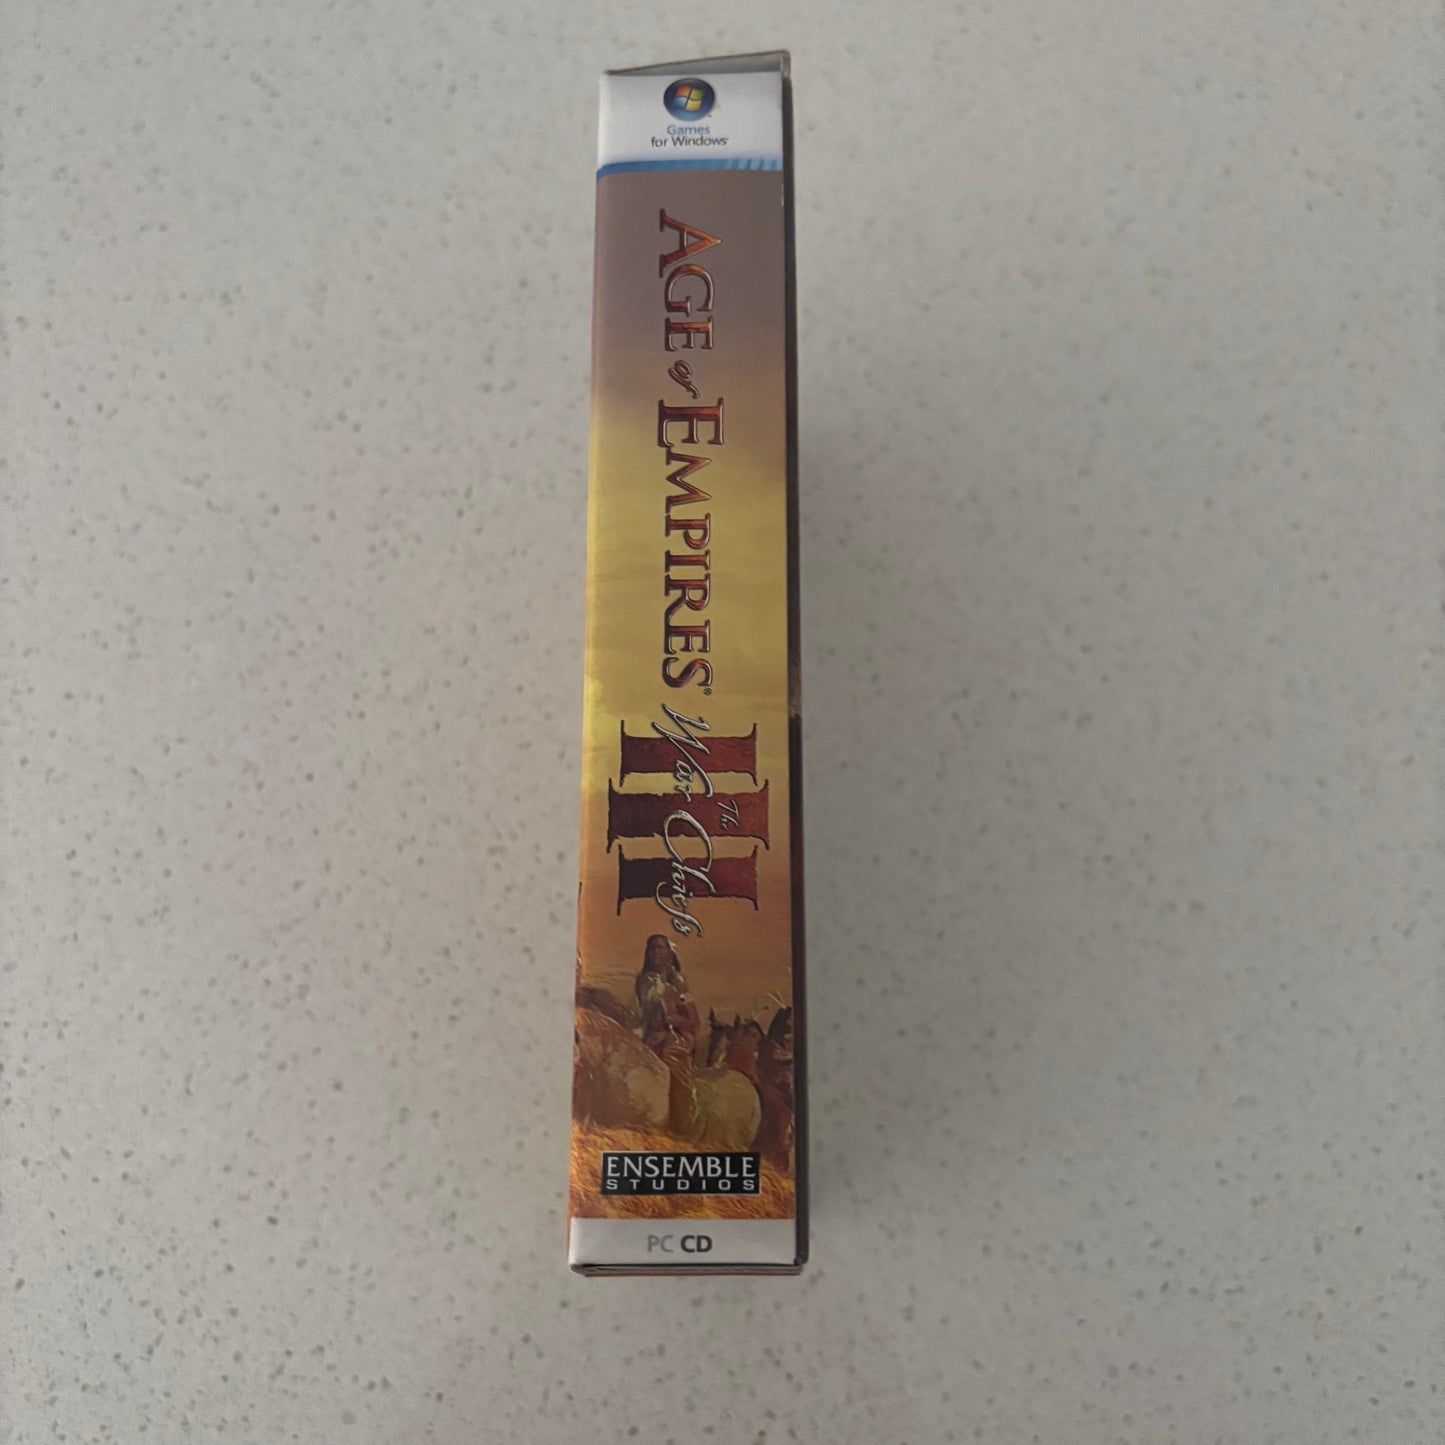 Games
for Windows
AGE of EMPIRES® III
The
War Chiefs
ENSEMBLE
STUDIOS
PC CD